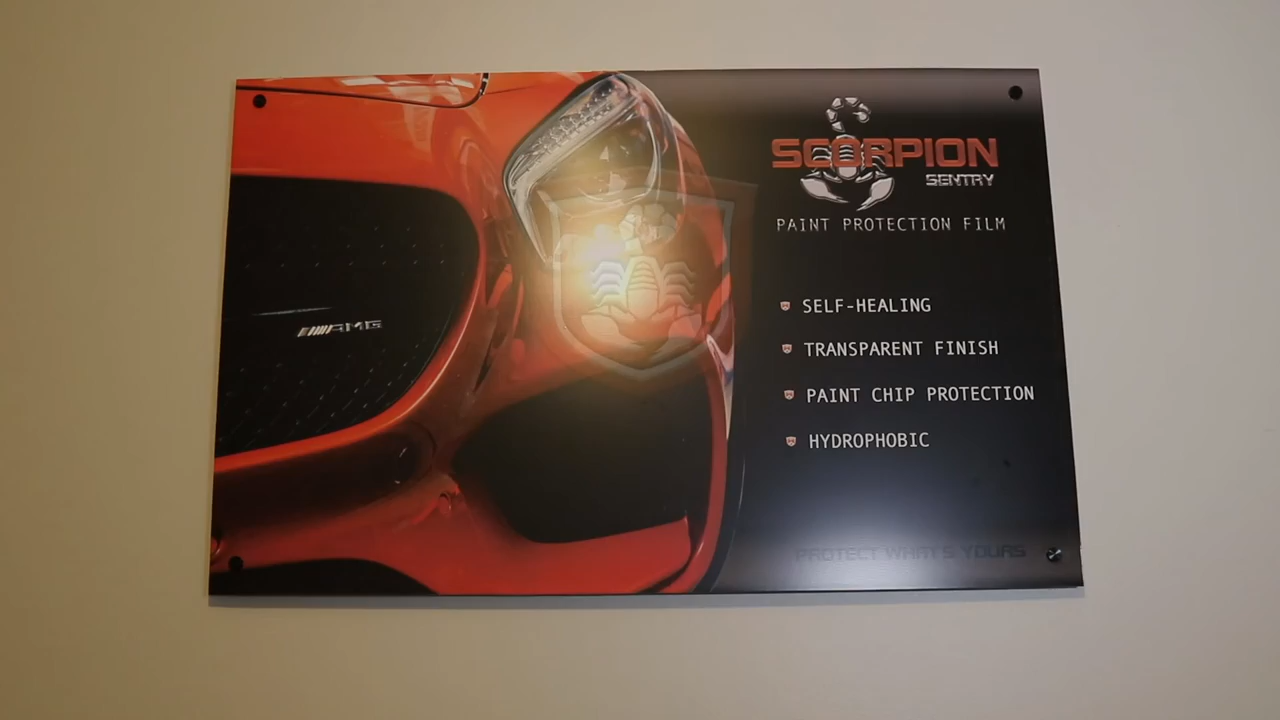 AMG
SCORPION
SENTRY
PAINT PROTECTION FILM
SELF-HEALING
TRANSPARENT FINISH
PAINT CHIP PROTECTION
HYDROPHOBIC
PROTECT WHAT'S YOURS